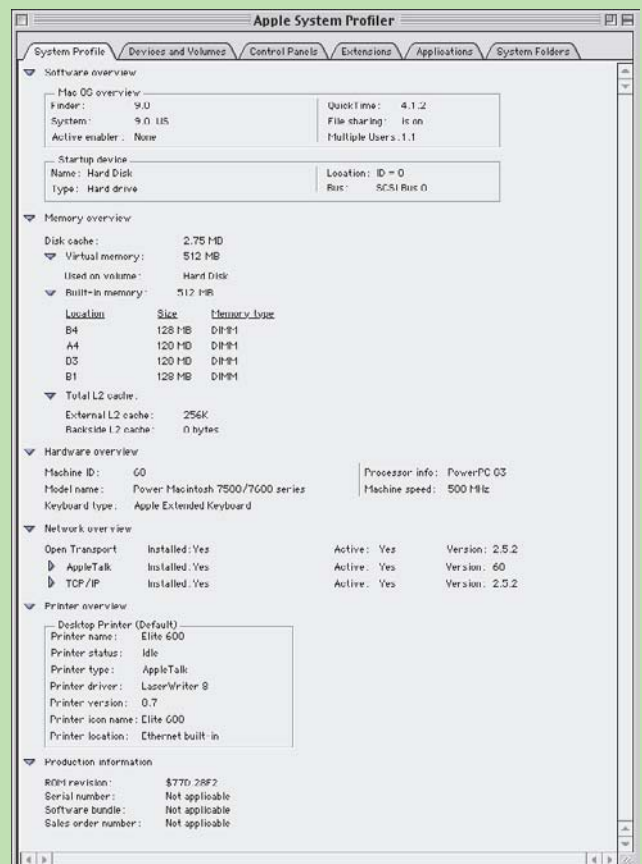 Apple System Profiler
System Profile
Devices and Volumes
Control Panels
Extensions
Applications
System Folders
Software overview
Mac OS overview
Finder: 9.0
System: 9.0 US
Active enabler: None
QuickTime: 4.1.2
File sharing: is on
Multiple Users: 1.1
Startup device
Name: Hard Disk
Type: Hard drive
Location: ID = 0
Bus: SCSI Bus 0
Memory overview
Disk cache: 2.75 MB
Virtual memory: 512 MB
Used on volume: Hard Disk
Built-in memory: 512 MB
Location Size Memory type
B4 128 MB DIMM
A4 128 MB DIMM
B3 128 MB DIMM
B1 128 MB DIMM
Total L2 cache:
External L2 cache: 256K
Backside L2 cache: 0 bytes
Hardware overview
Machine ID: 60
Model name: Power Macintosh 7500/7600 series
Keyboard type: Apple Extended Keyboard
Processor info: PowerPC G3
Machine speed: 500 MHz
Network overview
Open Transport Installed: Yes Active: Yes Version: 2.5.2
AppleTalk Installed: Yes Active: Yes Version: 60
TCP/IP Installed: Yes Active: Yes Version: 2.5.2
Printer overview
Desktop Printer (Default)
Printer name: Elite 600
Printer status: Idle
Printer type: AppleTalk
Printer driver: LaserWriter 8
Printer version: 8.7
Printer icon name: Elite 600
Printer location: Ethernet built-in
Production information
ROM revision: $77D.28F2
Serial number: Not applicable
Software bundle: Not applicable
Sales order number: Not applicable